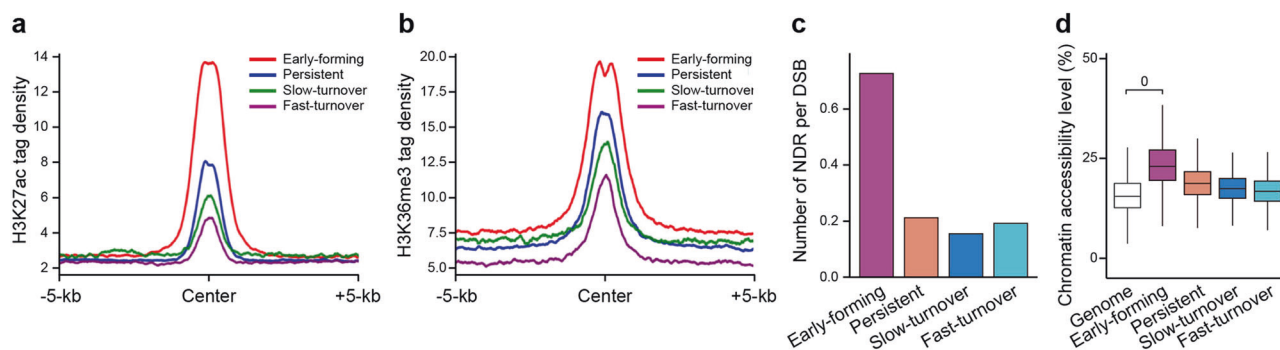 a
H3K27ac tag density
14
12
10
8
6
4
2
-5-kb
Center
+5-kb
Early-forming
Persistent
Slow-turnover
Fast-turnover
b
H3K36me3 tag density
20.0
17.5
15.0
12.5
10.0
7.5
5.0
-5-kb
Center
+5-kb
Early-forming
Persistent
Slow-turnover
Fast-turnover
c
Number of NDR per DSB
0.6
0.4
0.2
0.0
Early-forming
Persistent
Slow-turnover
Fast-turnover
d
Chromatin accessibility level (%)
50
25
0
0
Genome
Early-forming
Persistent
Slow-turnover
Fast-turnover